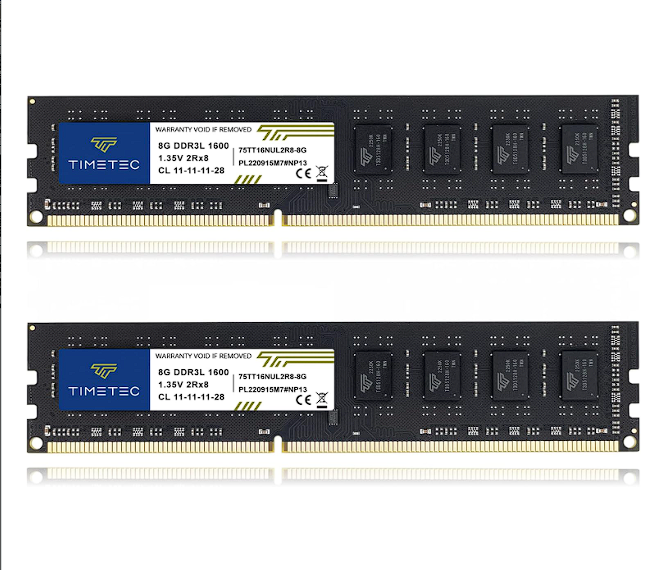 WARRANTY VOID IF REMOVED
8G DDR3L 1600
1.35V 2Rx8
CL 11-11-11-28
75TT16NUL2R8-8G
PL220915M7#NP13
CE
TIMETEC
WARRANTY VOID IF REMOVED
8G DDR3L 1600
1.35V 2Rx8
CL 11-11-11-28
75TT16NUL2R8-8G
PL220915M7#NP13
CE
TIMETEC